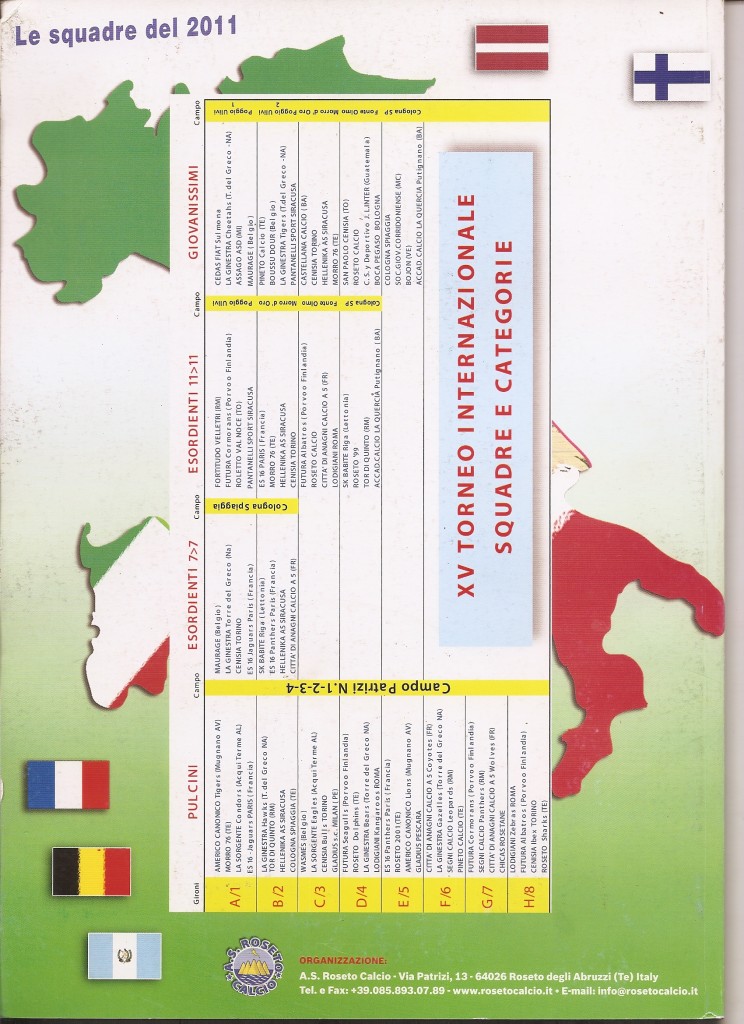 Le squadre del 2011
XV TORNEO INTERNAZIONALE
SQUADRE E CATEGORIE
Gironi
PULCINI
Campo
ESORDIENTI 7>7
Campo
ESORDIENTI 11>11
Campo
GIOVANISSIMI
Campo
A/1
AMERICO CANONICO Tigers (Mugnano AV)
MORRO 76 (TE)
LA SORGENTE Condors (Acqui Terme AL)
ES 16 Jaguars PARIS (Francia)
B/2
LA GINESTRA Hawks (T. del Greco NA)
TOR DI QUINTO (RM)
HELLENIKA AS SIRACUSA
COLOGNA SPIAGGIA (TE)
C/3
WASMES (Belgio)
LA SORGENTE Eagles (Acqui Terme AL)
CENISIA Bulls TORINO
GLADIUS s.s.c. MILAN (PE)
D/4
FUTURA Seagulls (Porvoo Finlandia)
ROSETO Dolphins (TE)
LA GINESTRA Bears (Torre del Greco NA)
LODIGIANI Kangaroos ROMA
E/5
ES 16 Panthers Paris (Francia)
ROSETO 2001 (TE)
AMERICO CANONICO Lions (Mugnano AV)
GLADIUS PESCARA
F/6
CITTA' DI ANAGNI CALCIO A 5 Coyotes (FR)
LA GINESTRA Gazelles (Torre del Greco NA)
SEGNI CALCIO Leopards (RM)
PINETO CALCIO (TE)
G/7
FUTURA Cormorans (Porvoo Finlandia)
SEGNI CALCIO Panthers (RM)
CITTA' DI ANAGNI CALCIO A 5 Wolves (FR)
CHICAS ROSETANE
H/8
LODIGIANI Zebras ROMA
FUTURA Albatros (Porvoo Finlandia)
CENISIA Ibex TORINO
ROSETO Sharks (TE)
Campo Patrizi N.1-2-3-4
MAURAGE (Belgio)
LA GINESTRA Torre del Greco (Na)
CENISIA TORINO
ES 16 Jaguars Paris (Francia)
SK BABITE Riga (Lettonia)
ES 16 Panthers Paris (Francia)
HELLENIKA AS SIRACUSA
CITTA' DI ANAGNI CALCIO A 5 (FR)
Cologna Spiaggia
FORTITUDO VELLETRI (RM)
FUTURA Cormorans (Porvoo Finlandia)
ROLETTO VAL NOCE (TO)
PANTANELLI SPORT SIRACUSA
ES 16 PARIS (Francia)
MORRO 76 (TE)
HELLENIKA AS SIRACUSA
CENISIA TORINO
FUTURA Albatros (Porvoo Finlandia)
ROSETO CALCIO
CITTA' DI ANAGNI CALCIO A 5 (FR)
LODIGIANI ROMA
SK BABITE Riga (Lettonia)
ROSETO '99
TOR DI QUINTO (RM)
ACCAD.CALCIO LA QUERCIA Putignano (BA)
Poggio Ulivi
Morro d'Oro
Fonte Olmo
Cologna SP
CEDAS FIAT Sulmona
LA GINESTRA Cheetahs (T. del Greco -NA)
ASSAGO ASD (MI)
MAURAGE (Belgio)
PINETO Calcio (TE)
BOUSSU DOUR (Belgio)
LA GINESTRA Tigers (T.del Greco -NA)
PANTANELLI SPORT SIRACUSA
CASTELLANA CALCIO (BA)
CENISIA TORINO
HELLENIKA AS SIRACUSA
MORRO 76 (TE)
SAN PAOLO CENISIA (TO)
ROSETO CALCIO
C. S. y Deportivo J. L.INTER (Guatemala)
BOCA PEGASO BOLOGNA
COLOGNA SPIAGGIA
SOC.GIOV.CORRIDONIENSE (MC)
BOJON (VE)
ACCAD. CALCIO LA QUERCIA Putignano (BA)
Poggio Ulivi 1
Poggio Ulivi 2
Morro d'Oro
Fonte Olmo
Cologna SP
A.S. ROSETO CALCIO
ORGANIZZAZIONE:
A.S. Roseto Calcio - Via Patrizi, 13 - 64026 Roseto degli Abruzzi (Te) Italy
Tel. e Fax: +39.085.893.07.89 - www.rosetocalcio.it • E-mail: info@rosetocalcio.it